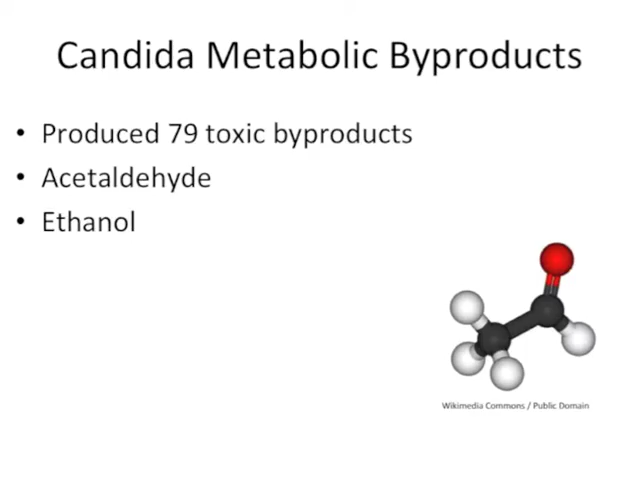 Candida Metabolic Byproducts
• Produced 79 toxic byproducts
• Acetaldehyde
• Ethanol
Wikimedia Commons / Public Domain